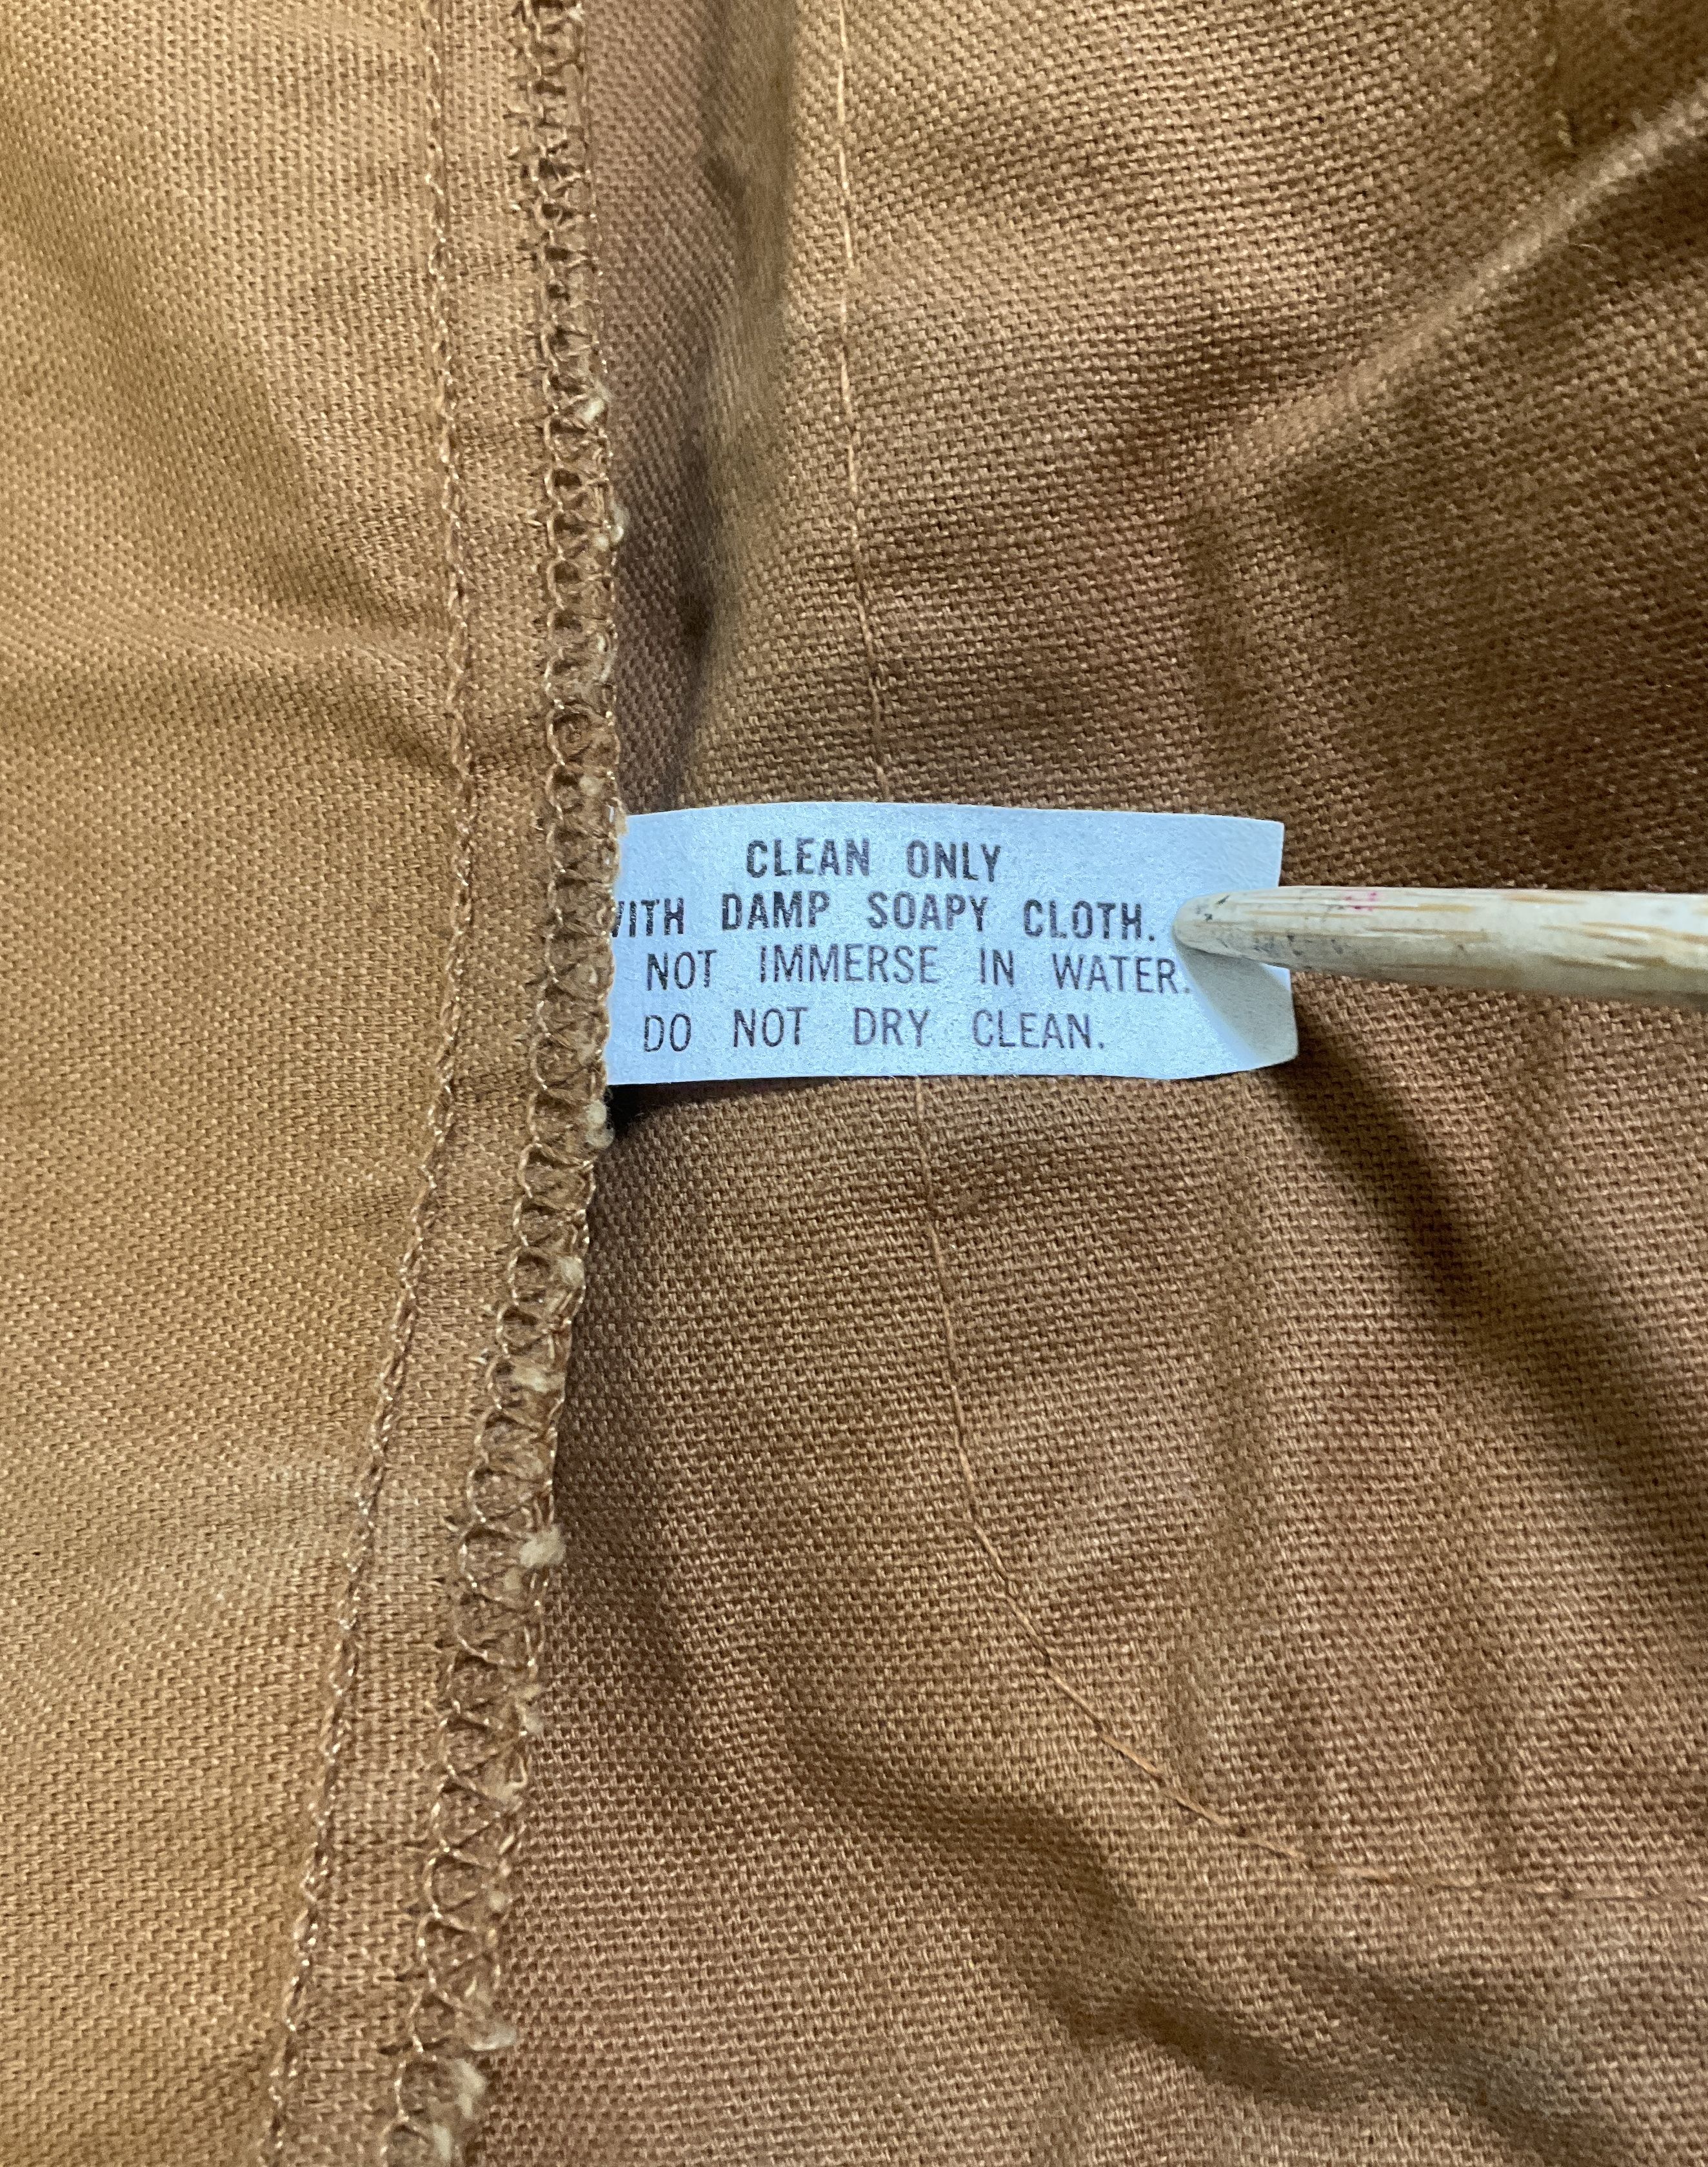 CLEAN ONLY
WITH DAMP SOAPY CLOTH.
NOT IMMERSE IN WATER.
DO NOT DRY CLEAN.